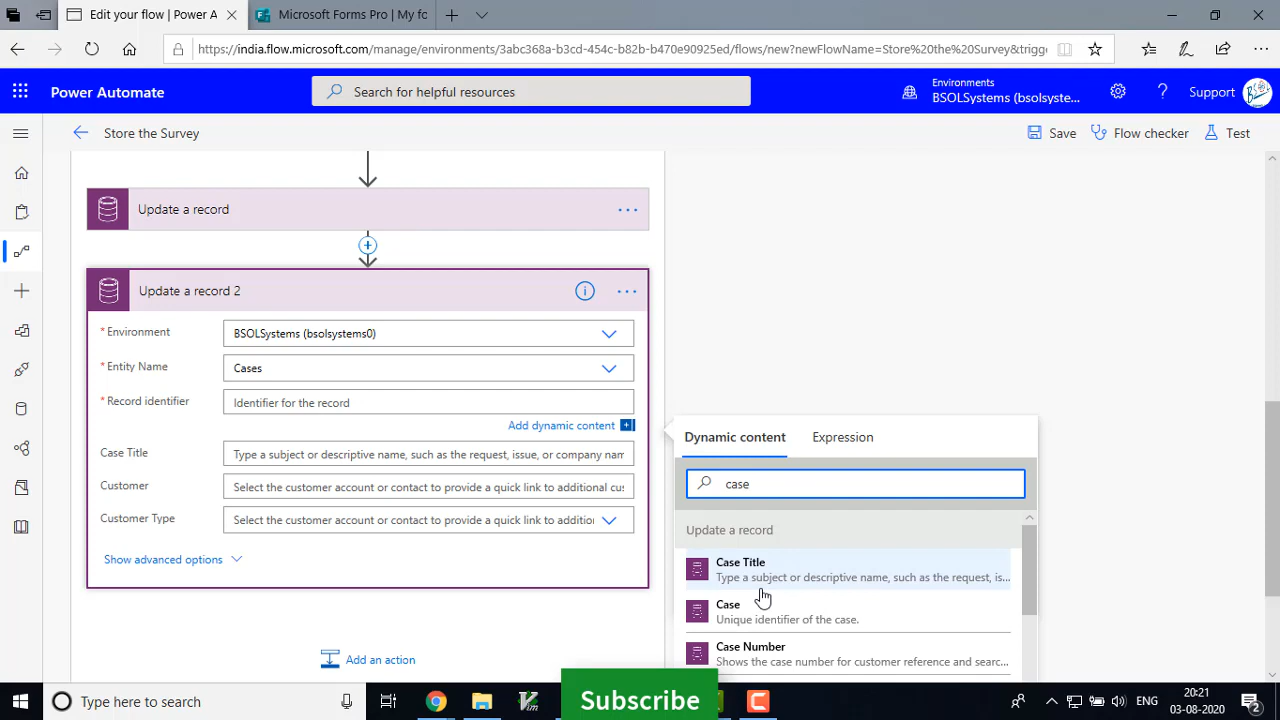 Edit your flow | Power A
Microsoft Forms Pro | My fo
https://india.flow.microsoft.com/manage/environments/3abc368a-b3cd-454c-b82b-b470e90925ed/flows/new?newFlowName=Store%20the%20Survey&trigge
Power Automate
Search for helpful resources
Environments
BSOLSystems (bsolsyste...
Support
Store the Survey
Save
Flow checker
Test
Update a record
Update a record 2
*Environment
BSOLSystems (bsolsystems0)
*Entity Name
Cases
*Record identifier
Identifier for the record
Add dynamic content
Case Title
Type a subject or descriptive name, such as the request, issue, or company nam
Customer
Select the customer account or contact to provide a quick link to additional cus
Customer Type
Select the customer account or contact to provide a quick link to additio
Show advanced options
Add an action
Dynamic content
Expression
case
Update a record
Case Title
Type a subject or descriptive name, such as the request, is...
Case
Unique identifier of the case.
Case Number
Shows the case number for customer reference and searc...
Subscribe
Type here to search
ENG
20:21
03-08-2020
2